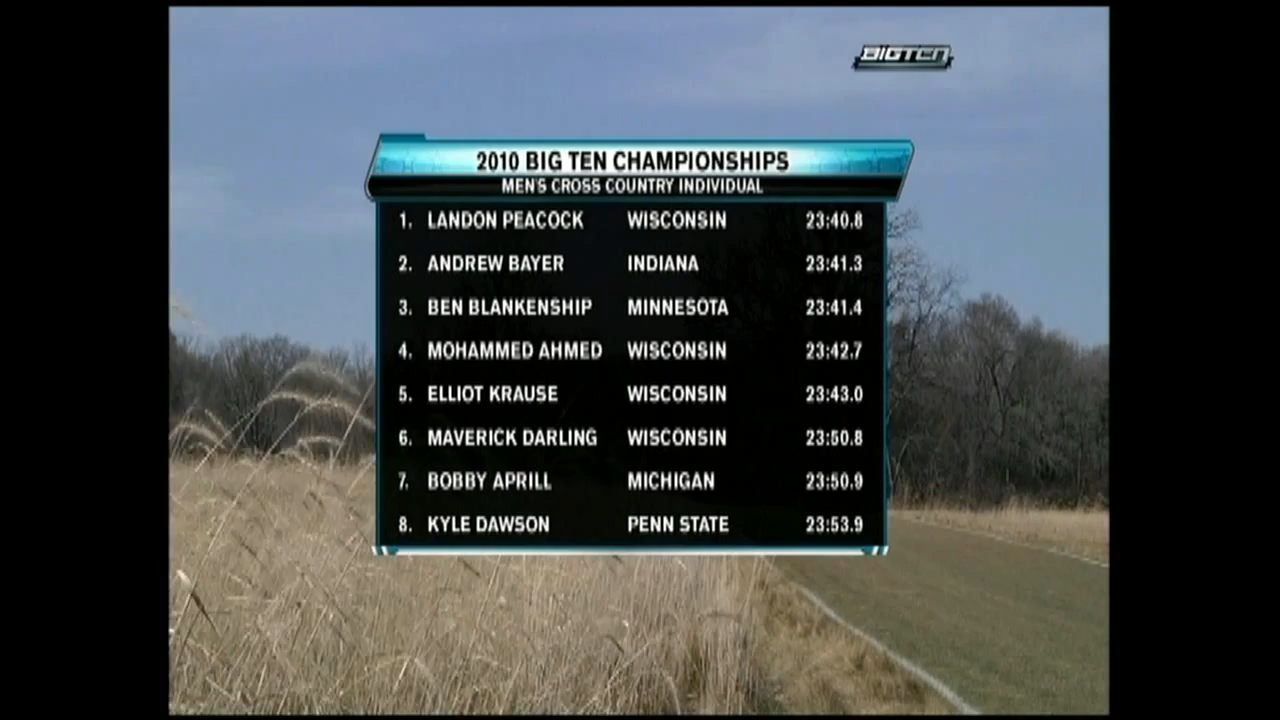 BIG TEN
2010 BIG TEN CHAMPIONSHIPS
MEN'S CROSS COUNTRY INDIVIDUAL
1. LANDON PEACOCK WISCONSIN 23:40.8
2. ANDREW BAYER INDIANA 23:41.3
3. BEN BLANKENSHIP MINNESOTA 23:41.4
4. MOHAMMED AHMED WISCONSIN 23:42.7
5. ELLIOT KRAUSE WISCONSIN 23:43.0
6. MAVERICK DARLING WISCONSIN 23:50.8
7. BOBBY APRILL MICHIGAN 23:50.9
8. KYLE DAWSON PENN STATE 23:53.9